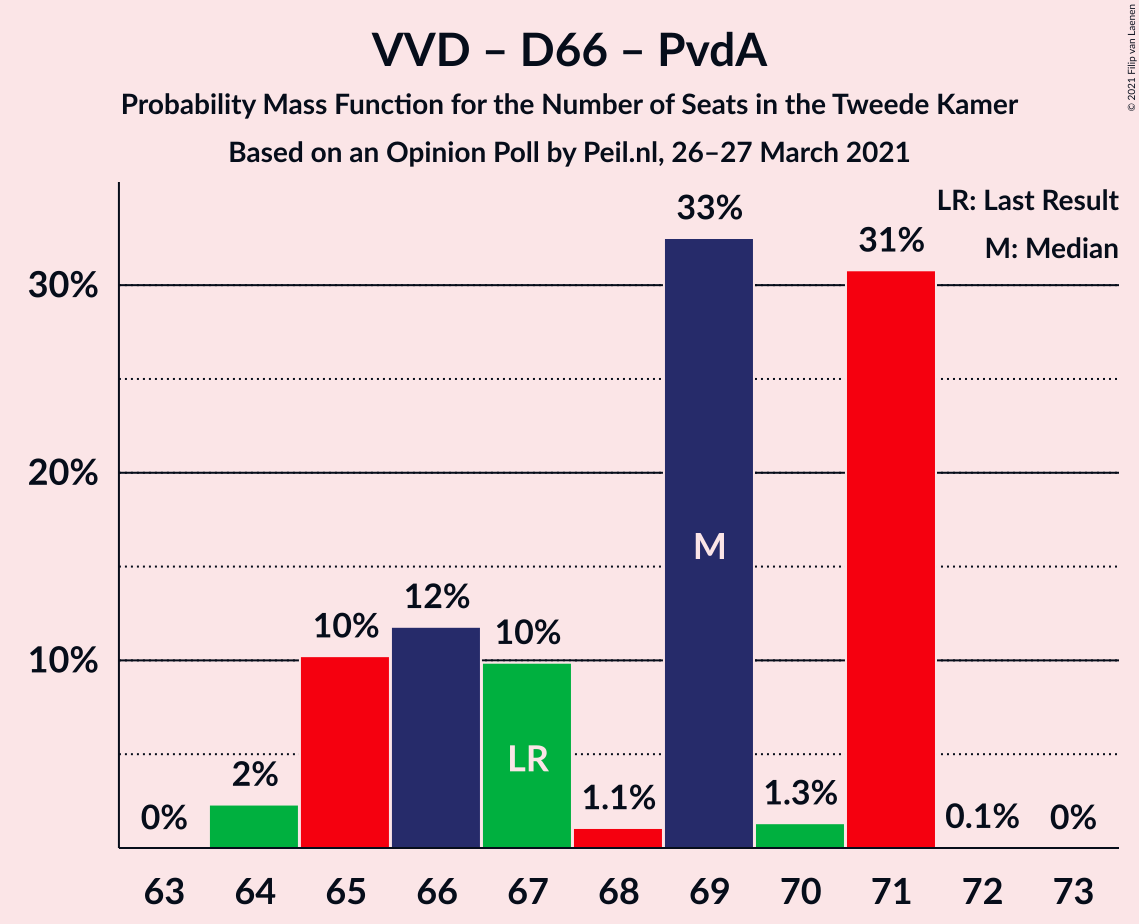 VVD – D66 – PvdA
Probability Mass Function for the Number of Seats in the Tweede Kamer
Based on an Opinion Poll by Peil.nl, 26–27 March 2021
© 2021 Filip van Laenen
LR: Last Result
M: Median
30%
20%
10%
0%
2%
10%
12%
10%
1.1%
33%
1.3%
31%
0.1%
0%
LR
M
63 64 65 66 67 68 69 70 71 72 73